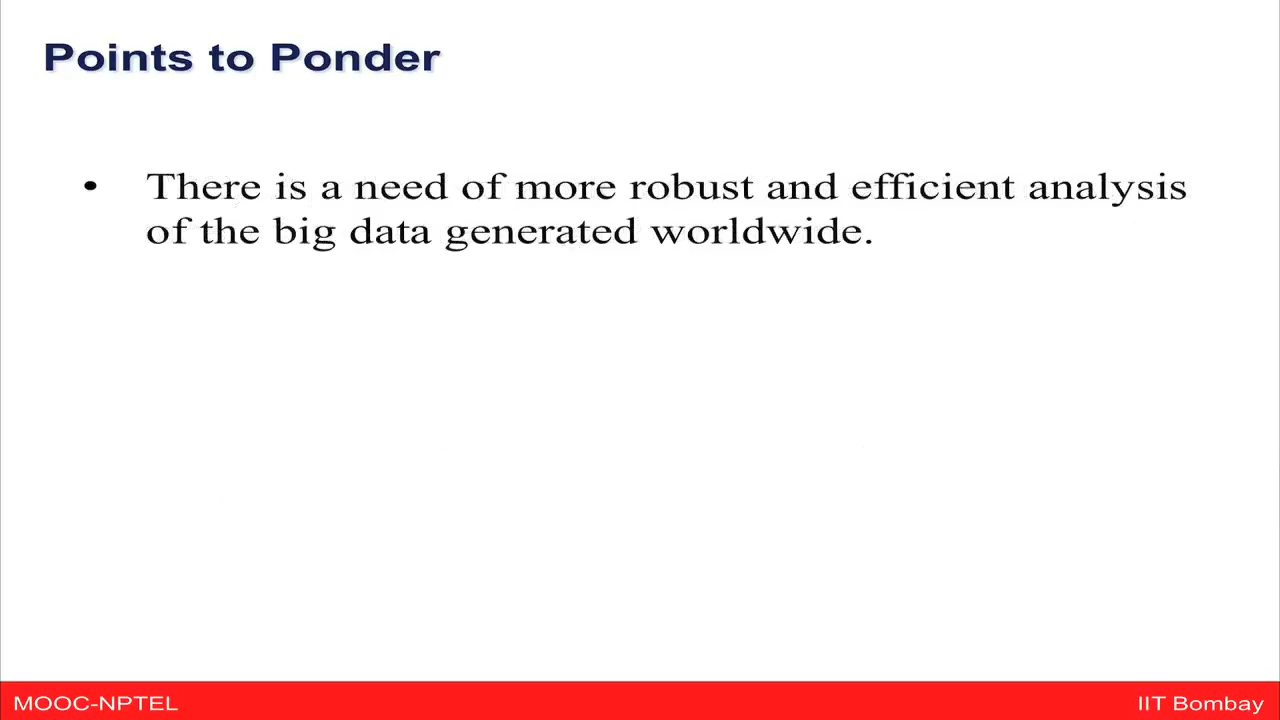 Points to Ponder
• There is a need of more robust and efficient analysis
of the big data generated worldwide.
MOOC-NPTEL
IIT Bombay